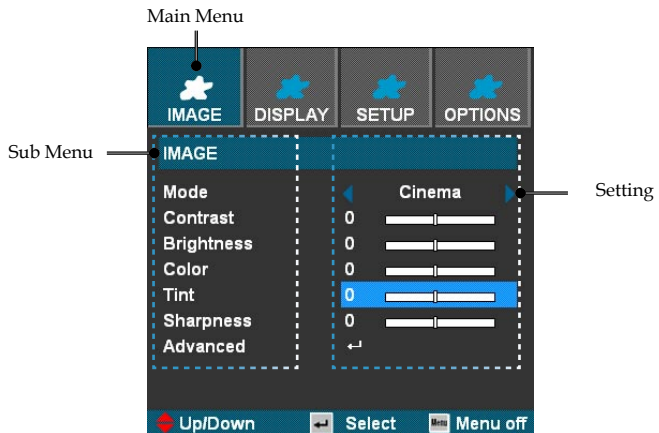 Main Menu
IMAGE DISPLAY SETUP OPTIONS
Sub Menu
IMAGE
Mode Cinema
Setting
Contrast 0
Brightness 0
Color 0
Tint 0
Sharpness 0
Advanced
Up/Down Select Menu Menu off